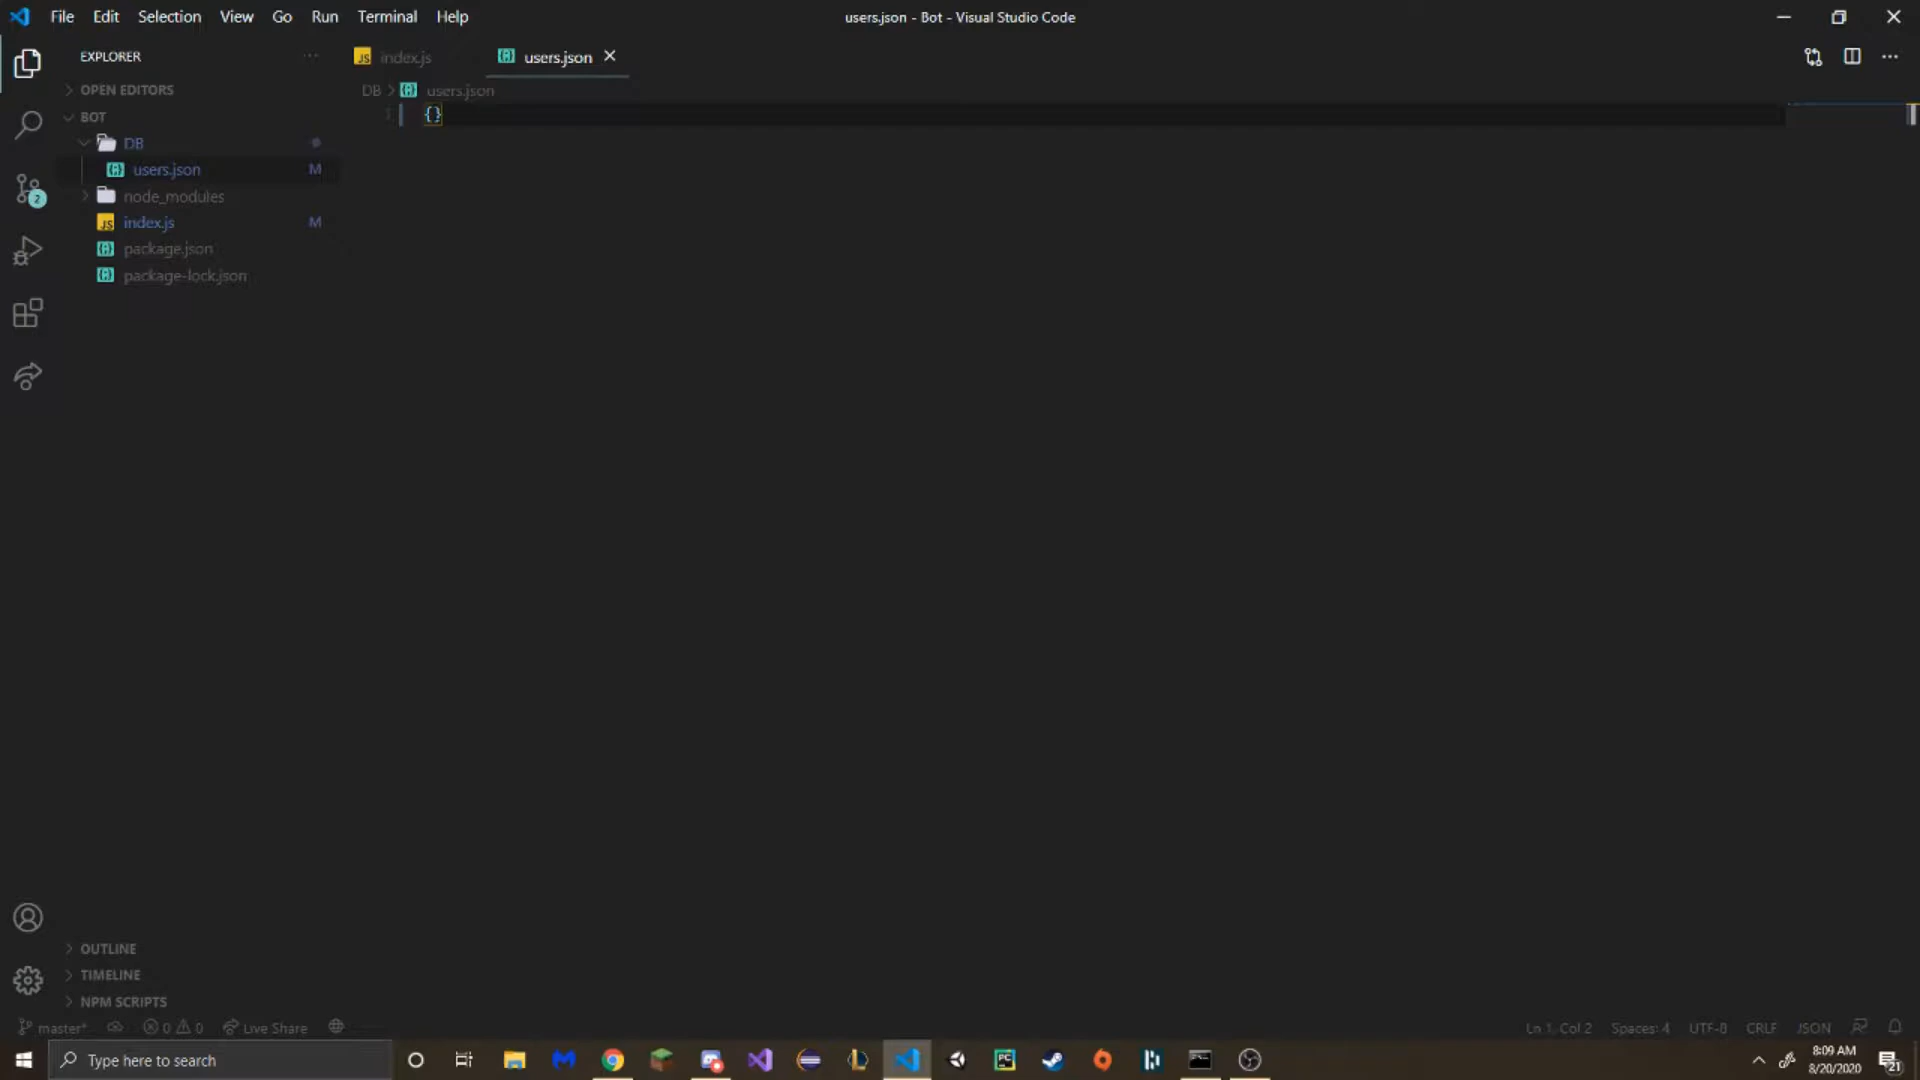 File Edit Selection View Go Run Terminal Help users.json - Bot - Visual Studio Code
EXPLORER
index.js users.json
OPEN EDITORS
DB > users.json
BOT
1 {}
DB
users.json M
node_modules
index.js M
package.json
package-lock.json
2
OUTLINE
TIMELINE
NPM SCRIPTS
master* 0 0 Live Share Ln 1, Col 2 Spaces: 4 UTF-8 CRLF JSON
Type here to search
8:09 AM
8/20/2020
21